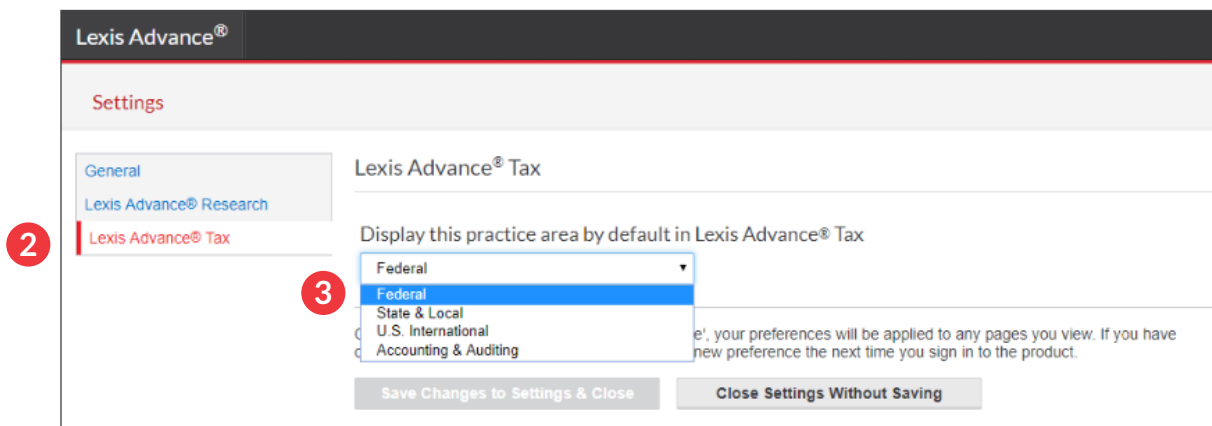 Lexis Advance®
Settings
General
Lexis Advance® Research
Lexis Advance® Tax
2
Lexis Advance® Tax
Display this practice area by default in Lexis Advance® Tax
Federal
3
Federal
State & Local
U.S. International
Accounting & Auditing
e', your preferences will be applied to any pages you view. If you have
new preference the next time you sign in to the product.
Save Changes to Settings & Close
Close Settings Without Saving